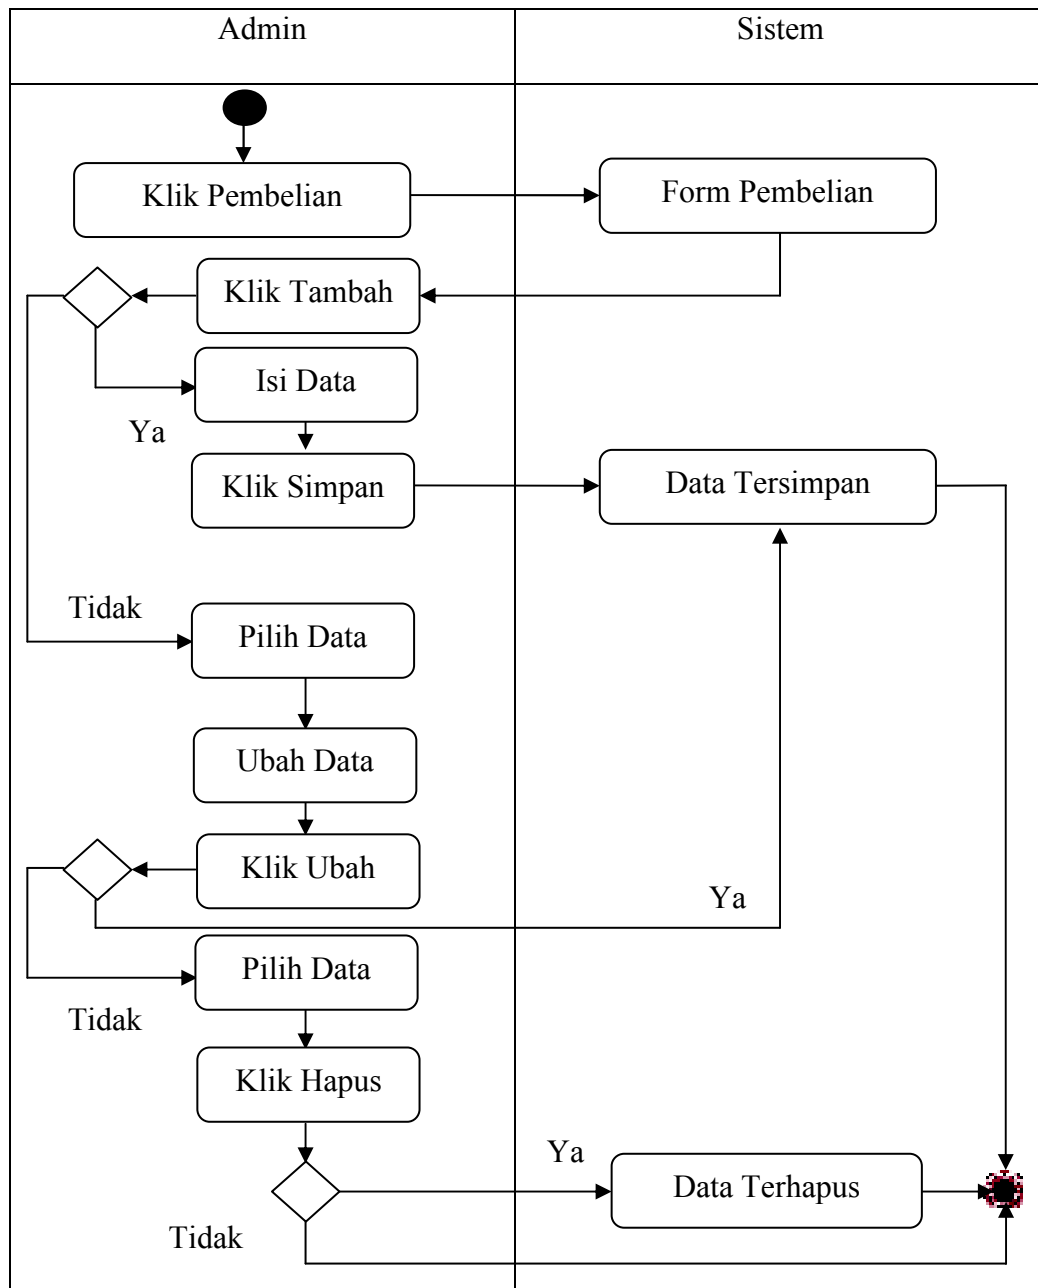 Admin
Sistem
Klik Pembelian
Form Pembelian
Klik Tambah
Isi Data
Ya
Klik Simpan
Data Tersimpan
Tidak
Pilih Data
Ubah Data
Klik Ubah
Ya
Pilih Data
Tidak
Klik Hapus
Ya
Data Terhapus
Tidak